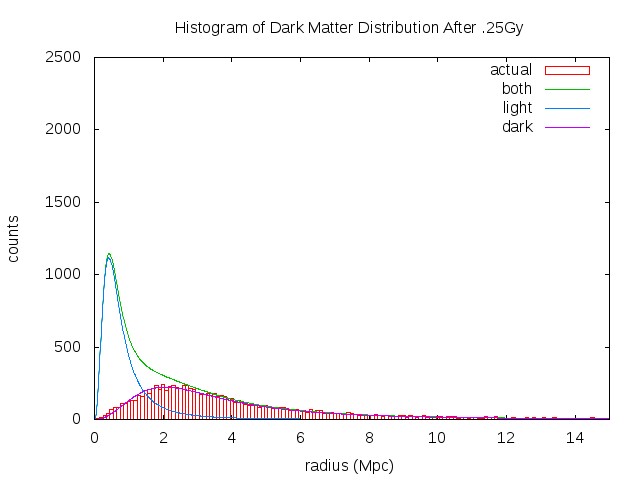 Histogram of Dark Matter Distribution After .25Gy
2500
2000
1500
1000
500
0
counts
actual
both
light
dark
0 2 4 6 8 10 12 14
radius (Mpc)